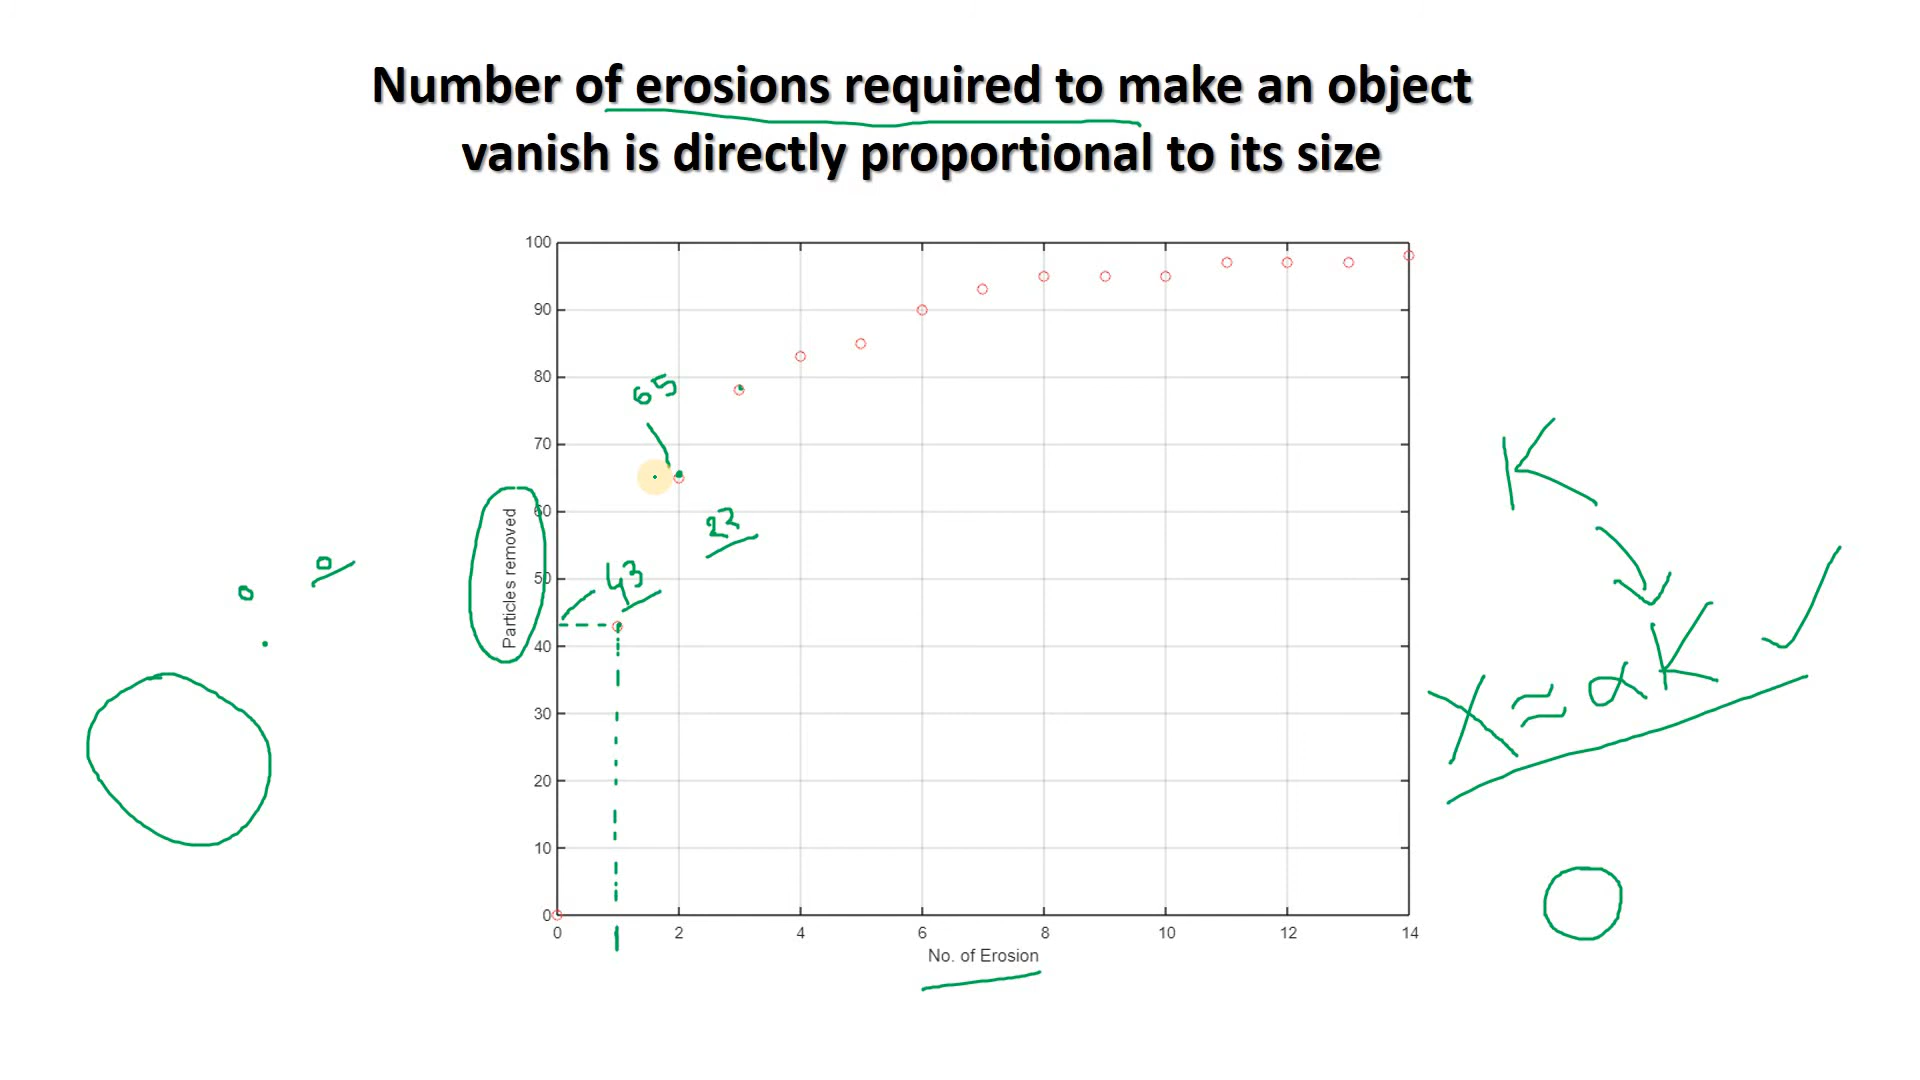 Number of erosions required to make an object
vanish is directly proportional to its size
100
90
80
70
60
50
40
30
20
10
0
Particles removed
0 2 4 6 8 10 12 14
No. of Erosion
65
22
43
1
K
X ≈ αK